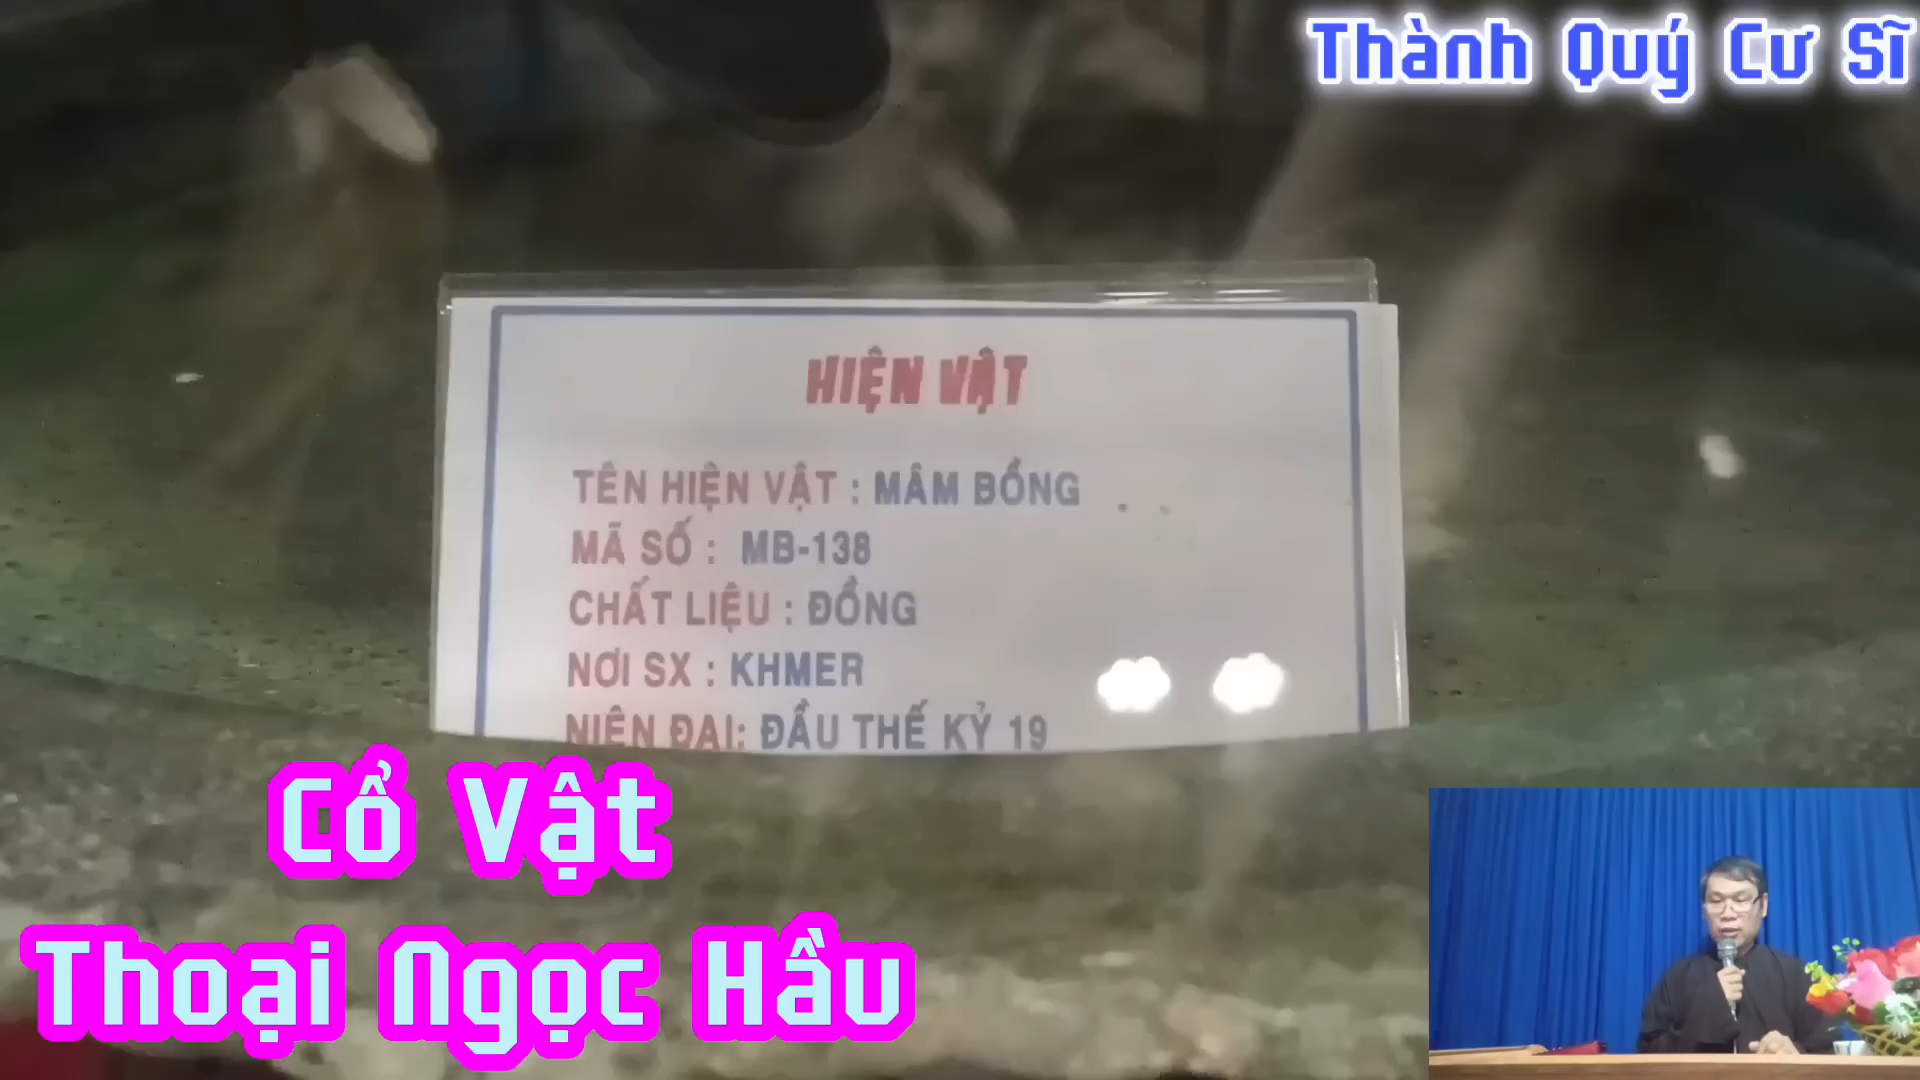 Thành Quý Cư Sĩ
HIỆN VẬT
TÊN HIỆN VẬT : MÂM BỒNG
MÃ SỐ : MB-138
CHẤT LIỆU : ĐỒNG
NƠI SX : KHMER
NIÊN ĐẠI: ĐẦU THẾ KỶ 19
Cổ Vật
Thoại Ngọc Hầu